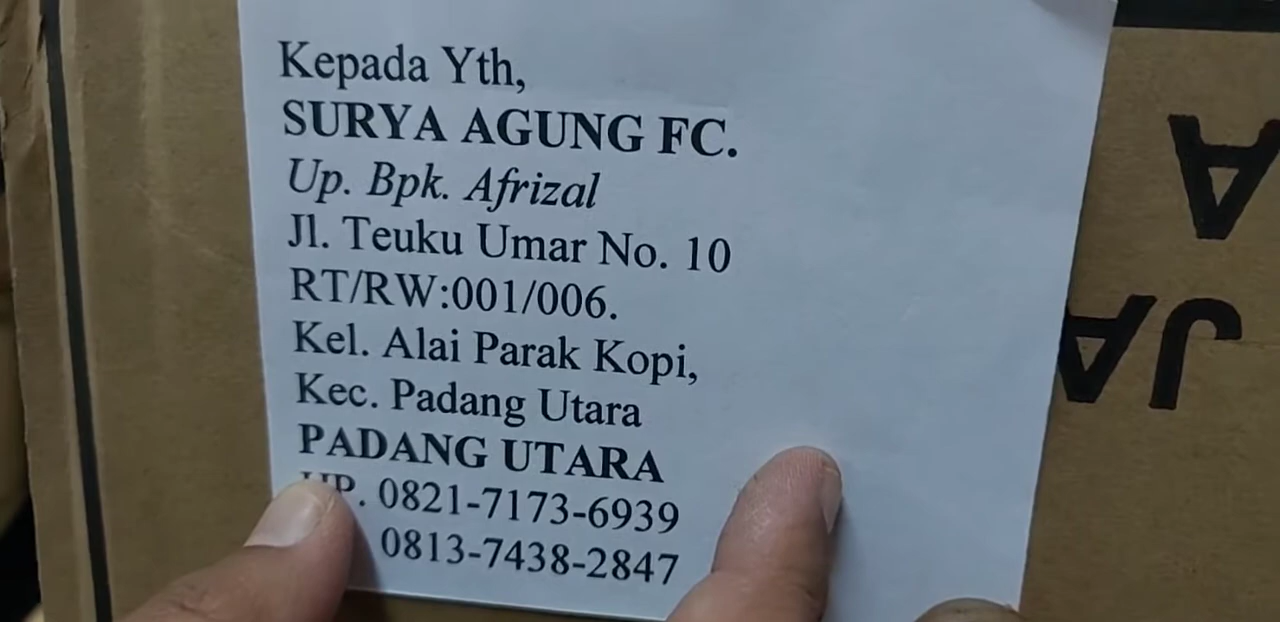 Kepada Yth,
SURYA AGUNG FC.
Up. Bpk. Afrizal
Jl. Teuku Umar No. 10
RT/RW:001/006.
Kel. Alai Parak Kopi,
Kec. Padang Utara
PADANG UTARA
HP. 0821-7173-6939
0813-7438-2847